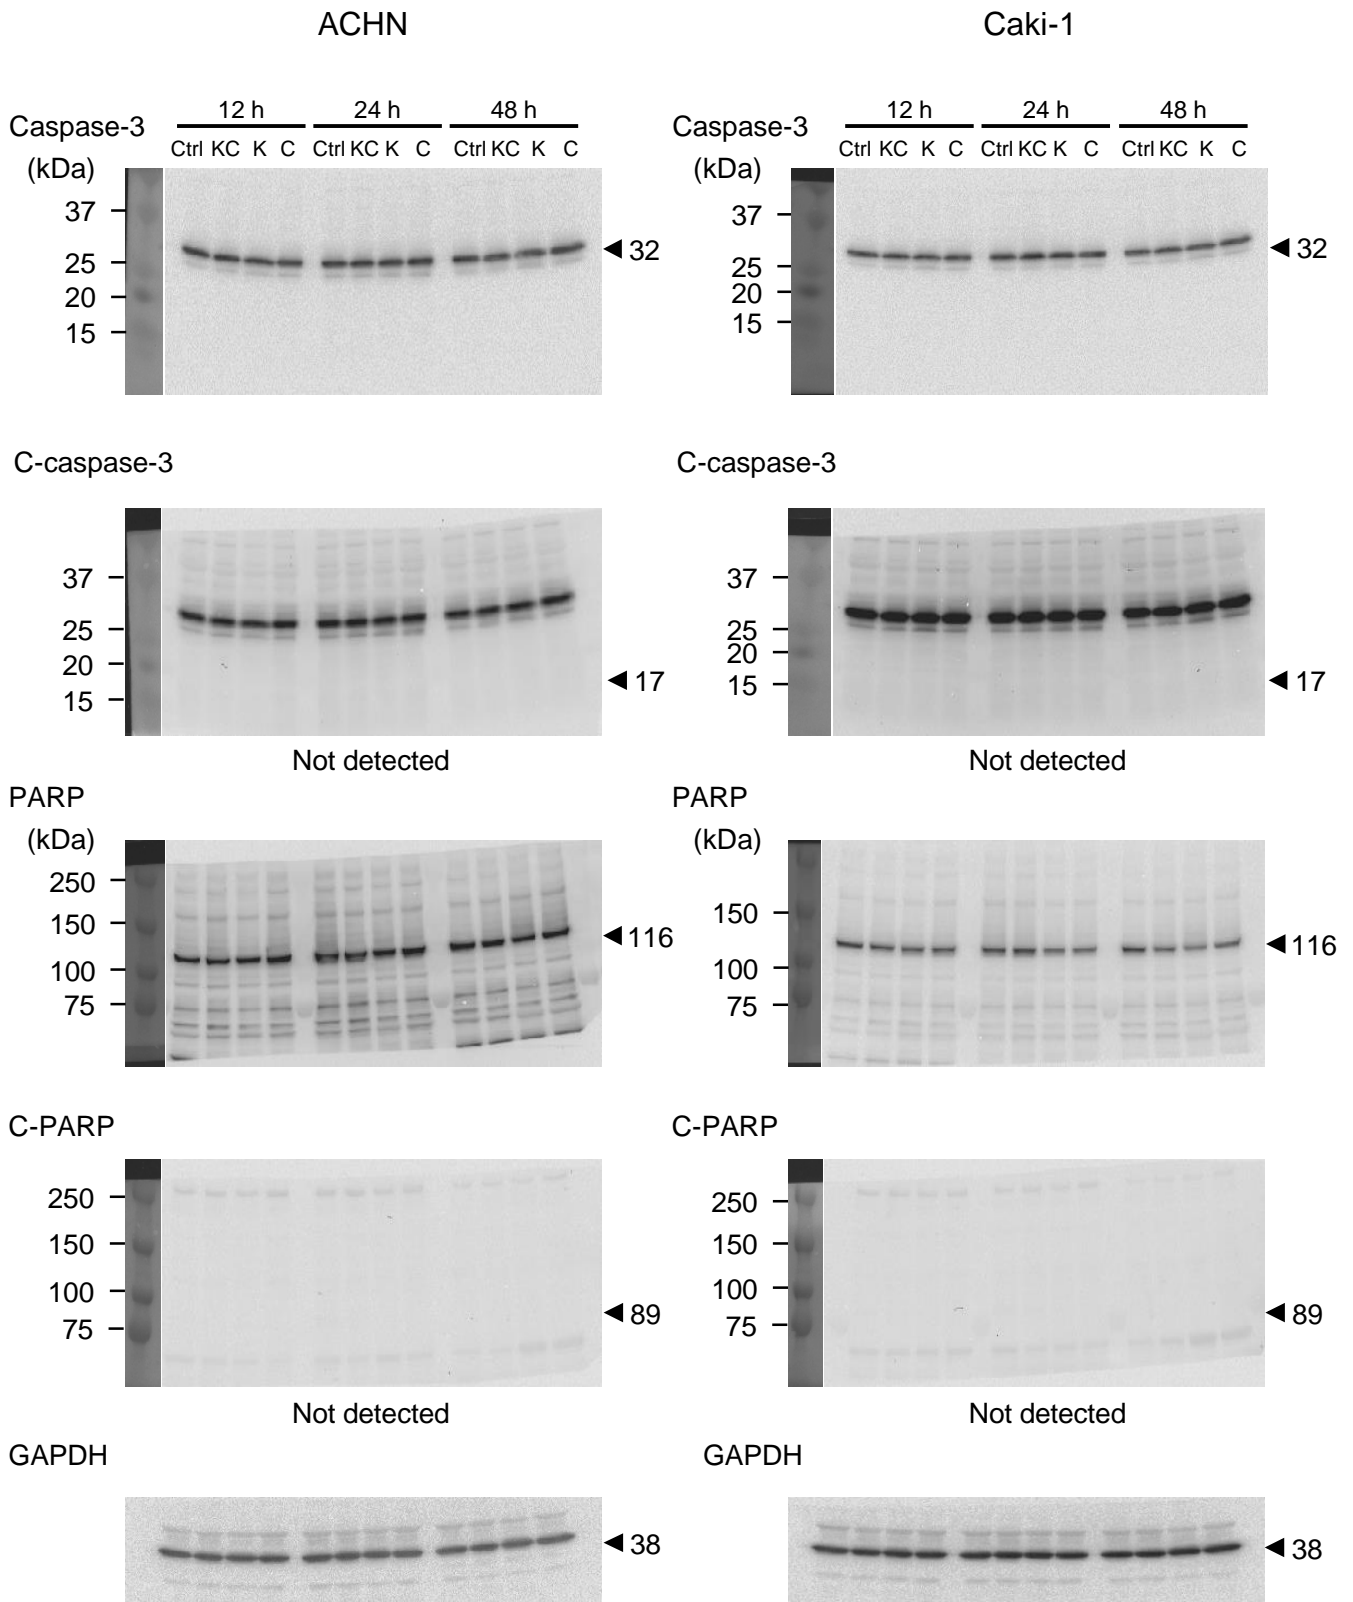 ACHN Caki-1
12 h 24 h 48 h 12 h 24 h 48 h
Caspase-3 Caspase-3
Ctrl KC K C Ctrl KC K C Ctrl KC K C Ctrl KC K C Ctrl KC K C Ctrl KC K C
(kDa) (kDa)
37 37
32 32
25 25
20 20
15 15
C-caspase-3 C-caspase-3
37 37
25 25
20 20
17 17
15 15
Not detected Not detected
PARP PARP
(kDa) (kDa)
250
150 150
116 116
100 100
75 75
C-PARP C-PARP
250 250
150 150
100 100
89 89
75 75
Not detected Not detected
GAPDH GAPDH
38 38